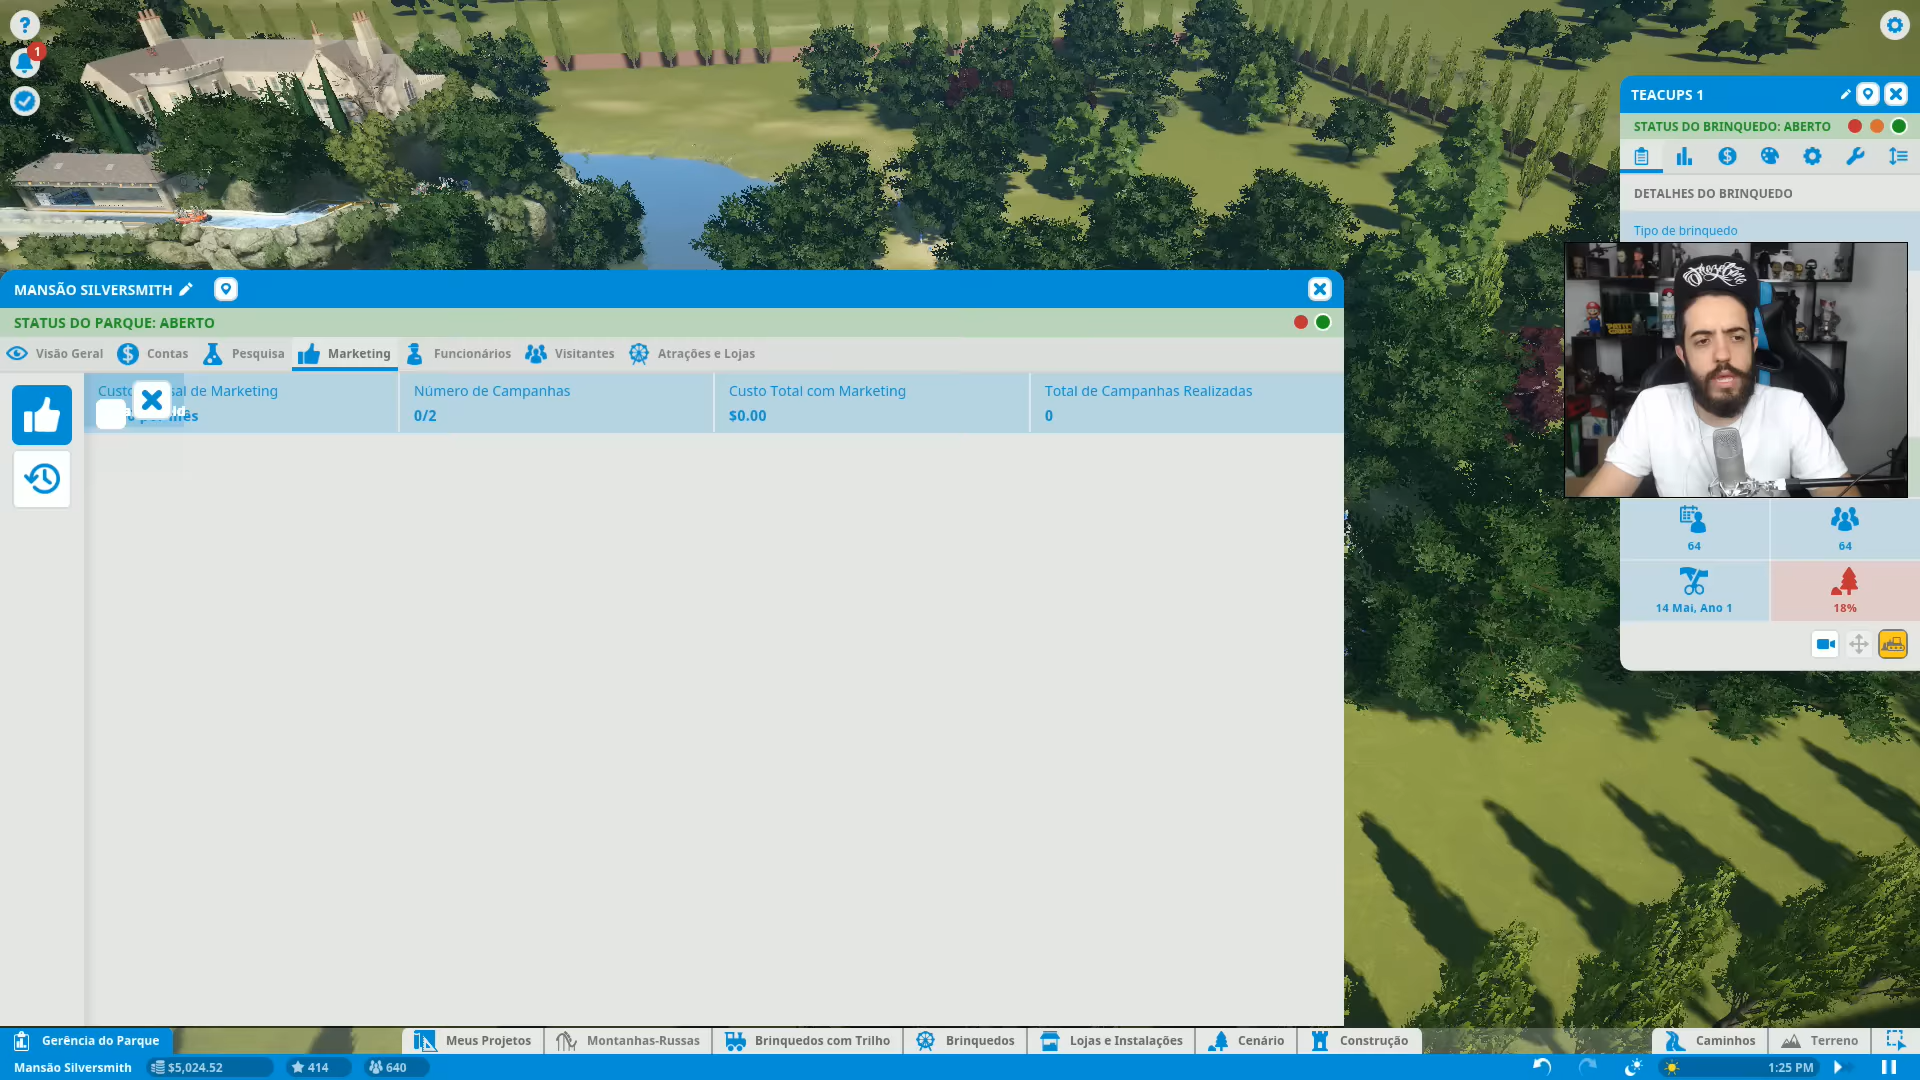 ?
1
TEACUPS 1
STATUS DO BRINQUEDO: ABERTO
DETALHES DO BRINQUEDO
Tipo de brinquedo
MANSÃO SILVERSMITH
STATUS DO PARQUE: ABERTO
Visão Geral
Contas
Pesquisa
Marketing
Funcionários
Visitantes
Atrações e Lojas
de Marketing
Número de Campanhas
0/2
Custo Total com Marketing
$0.00
Total de Campanhas Realizadas
0
64
64
14 Mai, Ano 1
18%
Gerência do Parque
Meus Projetos
Montanhas-Russas
Brinquedos com Trilho
Brinquedos
Lojas e Instalações
Cenário
Construção
Caminhos
Terreno
Mansão Silversmith
$5,024.52
414
640
1:25 PM